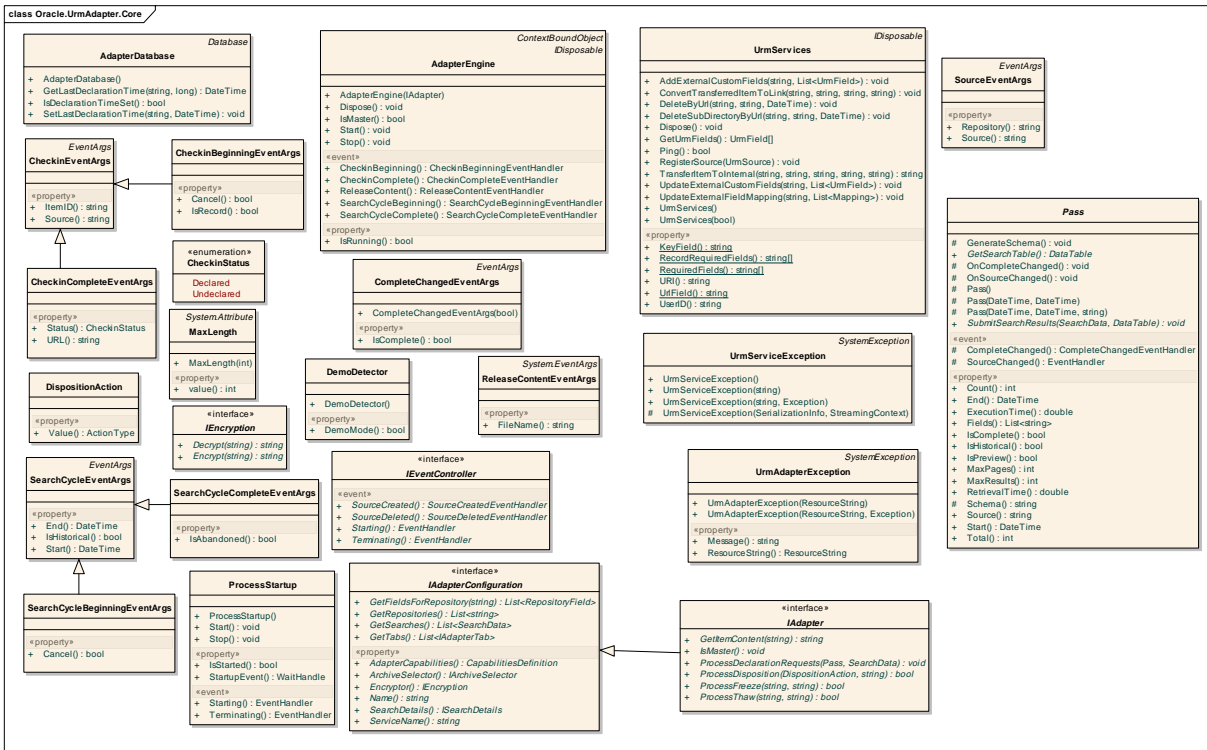 class Oracle.UrmAdapter.Core
Database
AdapterDatabase
+ AdapterDatabase()
+ GetLastDeclarationTime(string, long) : DateTime
+ IsDeclarationTimeSet() : bool
+ SetLastDeclarationTime(string, DateTime) : void
EventArgs
CheckinEventArgs
«property»
+ ItemID() : string
+ Source() : string
CheckinBeginningEventArgs
«property»
+ Cancel() : bool
+ IsRecord() : bool
«enumeration»
CheckinStatus
Declared
Undeclared
CheckinCompleteEventArgs
«property»
+ Status() : CheckinStatus
+ URL() : string
System.Attribute
MaxLength
+ MaxLength(int)
«property»
+ value() : int
DispositionAction
+ Value() : ActionType
«interface»
IEncryption
+ Decrypt(string) : string
+ Encrypt(string) : string
EventArgs
SearchCycleEventArgs
«property»
+ End() : DateTime
+ IsHistorical() : bool
+ Start() : DateTime
SearchCycleCompleteEventArgs
«property»
+ IsAbandoned() : bool
SearchCycleBeginningEventArgs
«property»
+ Cancel() : bool
ProcessStartup
+ ProcessStartup()
+ Start() : void
+ Stop() : void
«property»
+ IsStarted() : bool
+ StartupEvent() : WaitHandle
«event»
+ Starting() : EventHandler
+ Terminating() : EventHandler
ContextBoundObject
IDisposable
AdapterEngine
+ AdapterEngine(IAdapter)
+ Dispose() : void
+ IsMaster() : bool
+ Start() : void
+ Stop() : void
«event»
+ CheckinBeginning() : CheckinBeginningEventHandler
+ CheckinComplete() : CheckinCompleteEventHandler
+ ReleaseContent() : ReleaseContentEventHandler
+ SearchCycleBeginning() : SearchCycleBeginningEventHandler
+ SearchCycleComplete() : SearchCycleCompleteEventHandler
«property»
+ IsRunning() : bool
EventArgs
CompleteChangedEventArgs
+ CompleteChangedEventArgs(bool)
«property»
+ IsComplete() : bool
DemoDetector
+ DemoDetector()
«property»
+ DemoMode() : bool
System.EventArgs
ReleaseContentEventArgs
«property»
+ FileName() : string
«interface»
IEventController
«event»
+ SourceCreated() : SourceCreatedEventHandler
+ SourceDeleted() : SourceDeletedEventHandler
+ Starting() : EventHandler
+ Terminating() : EventHandler
«interface»
IAdapterConfiguration
+ GetFieldsForRepository(string) : List<RepositoryField>
+ GetRepositories() : List<string>
+ GetSearches() : List<SearchData>
+ GetTabs() : List<IAdapterTab>
«property»
+ AdapterCapabilities() : CapabilitiesDefinition
+ ArchiveSelector() : IArchiveSelector
+ Encryptor() : IEncryption
+ Name() : string
+ SearchDetails() : ISearchDetails
+ ServiceName() : string
IDisposable
UrmServices
+ AddExternalCustomFields(string, List<UrmField>) : void
+ ConvertTransferedItemToLink(string, string, string, string) : void
+ DeleteByUrl(string, string, DateTime) : void
+ DeleteSubDirectoryByUrl(string, string, DateTime) : void
+ Dispose() : void
+ GetUrmFields() : UrmField[]
+ Ping() : bool
+ RegisterSource(UrmSource) : void
+ TransferItemToInternal(string, string, string, string, string) : string
+ UpdateExternalCustomFields(string, List<UrmField>) : void
+ UpdateExternalFieldMapping(string, List<Mapping>) : void
+ UrmServices()
+ UrmServices(bool)
«property»
+ KeyField() : string
+ RecordRequiredFields() : string[]
+ RequiredFields() : string[]
+ URI() : string
+ UrlField() : string
+ UserID() : string
SystemException
UrmServiceException
+ UrmServiceException()
+ UrmServiceException(string)
+ UrmServiceException(string, Exception)
# UrmServiceException(SerializationInfo, StreamingContext)
SystemException
UrmAdapterException
+ UrmAdapterException(ResourceString)
+ UrmAdapterException(ResourceString, Exception)
«property»
+ Message() : string
+ ResourceString() : ResourceString
«interface»
IAdapter
+ GetItemContent(string) : string
+ IsMaster() : void
+ ProcessDeclarationRequests(Pass, SearchData) : void
+ ProcessDisposition(DispositionAction, string) : bool
+ ProcessFreeze(string, string) : bool
+ ProcessThaw(string, string) : bool
EventArgs
SourceEventArgs
«property»
+ Repository() : string
+ Source() : string
Pass
# GenerateSchema() : void
+ GetSearchTable() : DataTable
# OnCompleteChanged() : void
# OnSourceChanged() : void
# Pass()
# Pass(DateTime, DateTime)
# Pass(DateTime, DateTime, string)
+ SubmitSearchResults(SearchData, DataTable) : void
«event»
# CompleteChanged() : CompleteChangedEventHandler
# SourceChanged() : EventHandler
«property»
+ Count() : int
+ End() : DateTime
+ ExecutionTime() : double
+ Fields() : List<string>
+ IsComplete() : bool
+ IsHistorical() : bool
+ IsPreview() : bool
+ MaxPages() : int
+ MaxResults() : int
+ RetrievalTime() : double
# Schema() : string
+ Source() : string
+ Start() : DateTime
+ Total() : int